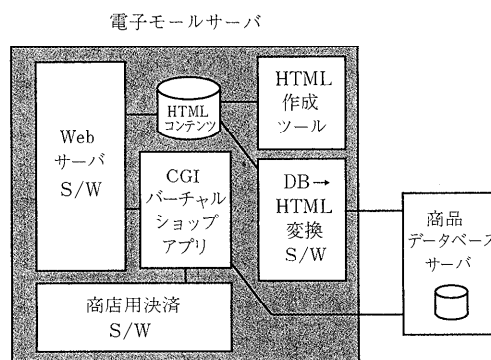 電子モールサーバ
Web
サーバ
S/W
HTML
コンテンツ
HTML
作成
ツール
CGI
バーチャル
ショップ
アプリ
DB→
HTML
変換
S/W
商店用決済
S/W
商品
データベース
サーバ